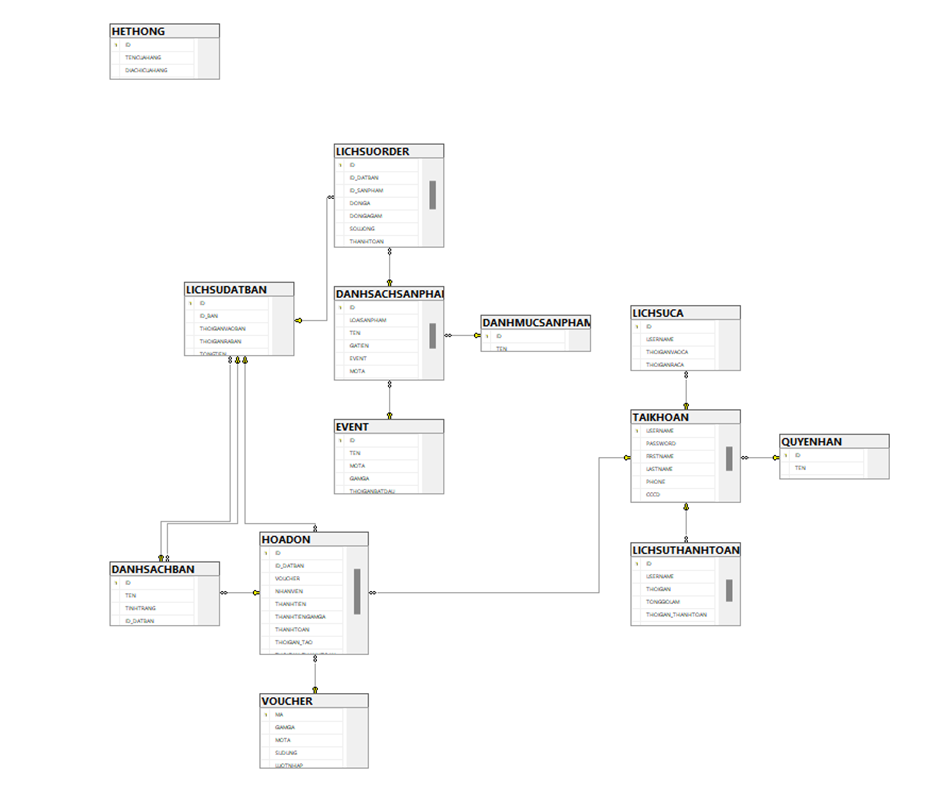 HETHONG
ID
TENCUAHANG
DIACHICUAHANG
LICHSUORDER
ID
ID_DATBAN
ID_SANPHAM
DONGIA
DONGIAGIAM
SOLUONG
THANHTOAN
LICHSUDATBAN
ID
ID_BAN
THOIGIANVAOBAN
THOIGIANRABAN
TONGTIEN
DANHSACHSANPHAM
ID
LOAISANPHAM
TEN
GIATIEN
EVENT
MOTA
DANHMUCSANPHAM
ID
TEN
LICHSUCA
ID
USERNAME
THOIGIANVAOCA
THOIGIANRACA
EVENT
ID
TEN
MOTA
GIAMGIA
THOIGIANBATDAU
TAIKHOAN
USERNAME
PASSWORD
FIRSTNAME
LASTNAME
PHONE
CCCD
QUYENHAN
ID
TEN
DANHSACHBAN
ID
TEN
TINHTRANG
ID_DATBAN
HOADON
ID
ID_DATBAN
VOUCHER
NHANVIEN
THANHTIEN
THANHTIENGIAMGIA
THANHTOAN
THOIGIAN_TAO
LICHSUTHANHTOAN
ID
USERNAME
THOIGIAN
TONGGIOLAM
THOIGIAN_THANHTOAN
VOUCHER
MA
GIAMGIA
MOTA
SUDUNG
LUOTNHAP